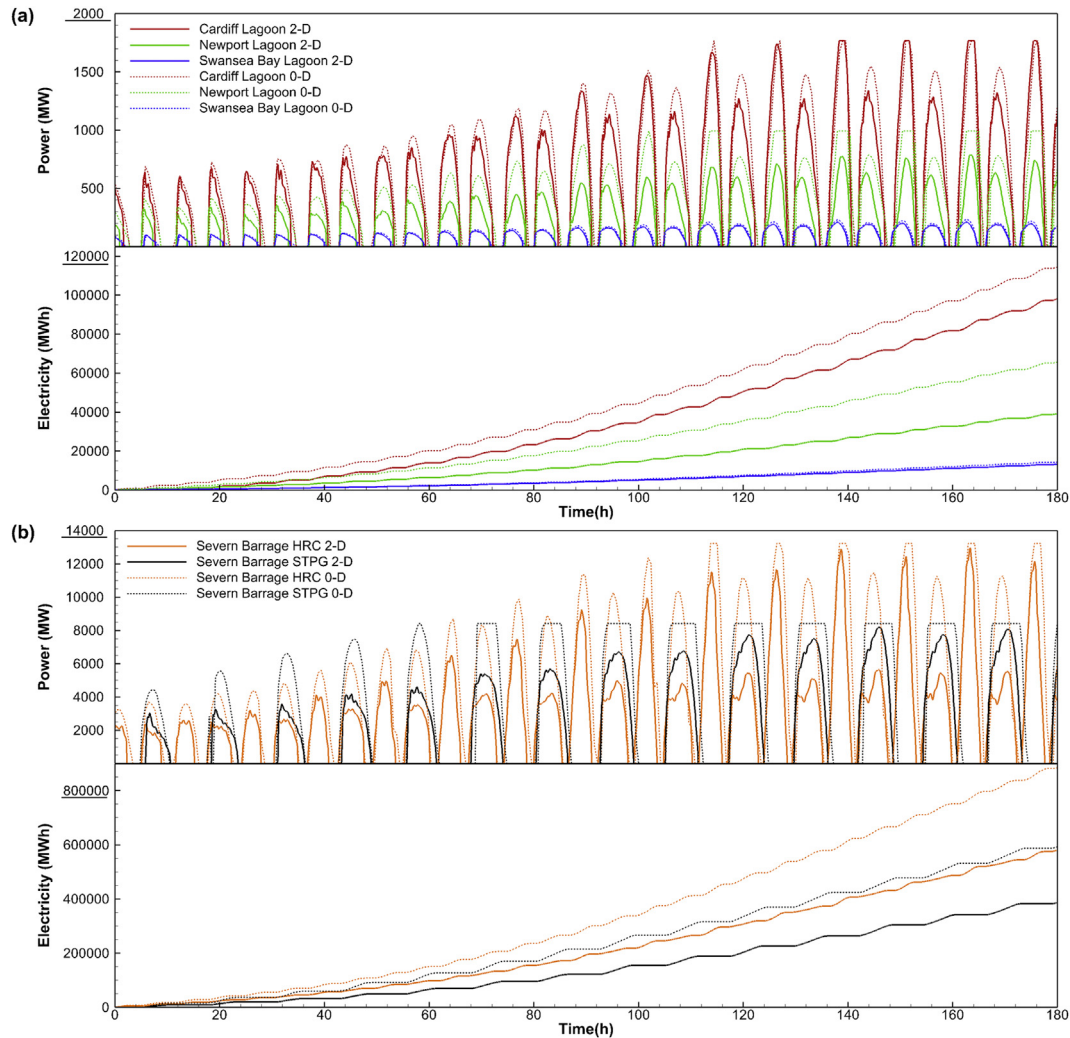 (a)
2000
1500
1000
500
Power (MW)
Cardiff Lagoon 2-D
Newport Lagoon 2-D
Swansea Bay Lagoon 2-D
Cardiff Lagoon 0-D
Newport Lagoon 0-D
Swansea Bay Lagoon 0-D
120000
100000
80000
60000
40000
20000
0
Electricity (MWh)
0 20 40 60 80 100 120 140 160 180
Time(h)
(b)
14000
12000
10000
8000
6000
4000
2000
Power (MW)
Severn Barrage HRC 2-D
Severn Barrage STPG 2-D
Severn Barrage HRC 0-D
Severn Barrage STPG 0-D
800000
600000
400000
200000
0
Electricity (MWh)
0 20 40 60 80 100 120 140 160 180
Time(h)